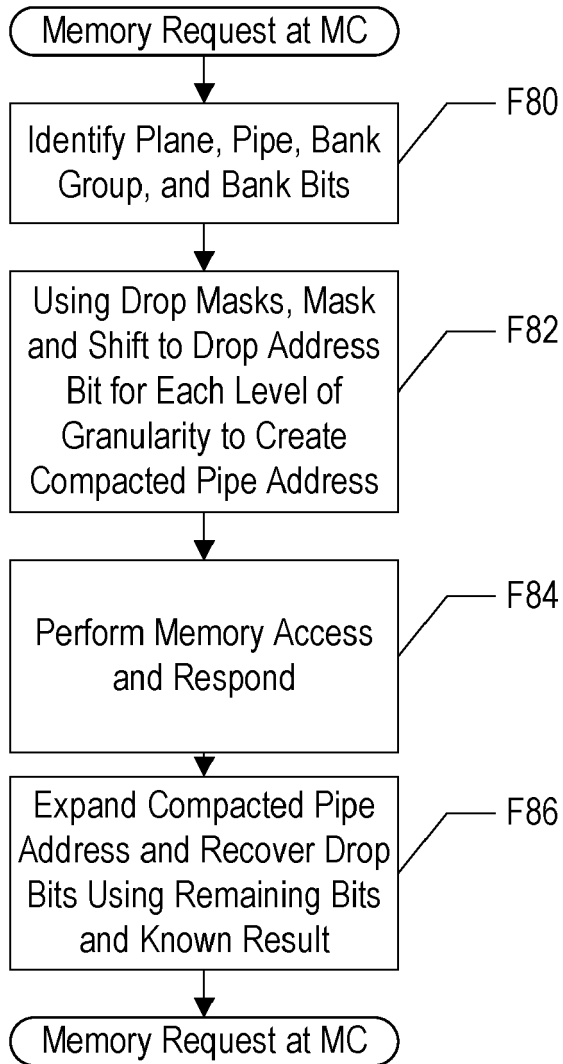 Memory Request at MC
F80
Identify Plane, Pipe, Bank
Group, and Bank Bits
F82
Using Drop Masks, Mask
and Shift to Drop Address
Bit for Each Level of
Granularity to Create
Compacted Pipe Address
F84
Perform Memory Access
and Respond
F86
Expand Compacted Pipe
Address and Recover Drop
Bits Using Remaining Bits
and Known Result
Memory Request at MC